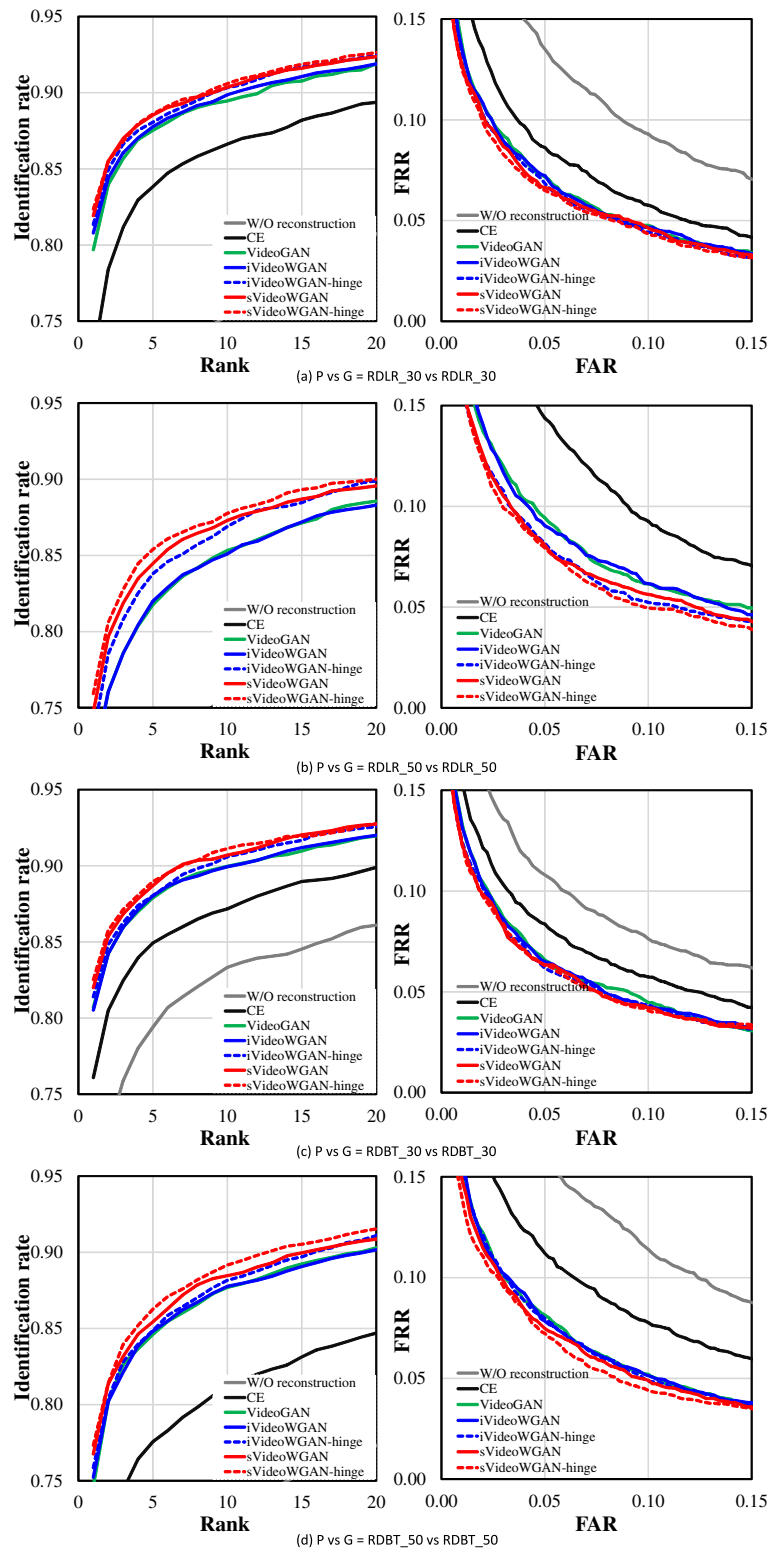 0.95
0.90
0.85
0.80
0.75
Identification rate
0 5 10 15 20
Rank
W/O reconstruction
CE
VideoGAN
iVideoWGAN
iVideoWGAN-hinge
sVideoWGAN
sVideoWGAN-hinge
0.15
0.10
0.05
0.00
FRR
0.00 0.05 0.10 0.15
FAR
W/O reconstruction
CE
VideoGAN
iVideoWGAN
iVideoWGAN-hinge
sVideoWGAN
sVideoWGAN-hinge
(a) P vs G = RDLR_30 vs RDLR_30
0.95
0.90
0.85
0.80
0.75
Identification rate
0 5 10 15 20
Rank
W/O reconstruction
CE
VideoGAN
iVideoWGAN
iVideoWGAN-hinge
sVideoWGAN
sVideoWGAN-hinge
0.15
0.10
0.05
0.00
FRR
0.00 0.05 0.10 0.15
FAR
W/O reconstruction
CE
VideoGAN
iVideoWGAN
iVideoWGAN-hinge
sVideoWGAN
sVideoWGAN-hinge
(b) P vs G = RDLR_50 vs RDLR_50
0.95
0.90
0.85
0.80
0.75
Identification rate
0 5 10 15 20
Rank
W/O reconstruction
CE
VideoGAN
iVideoWGAN
iVideoWGAN-hinge
sVideoWGAN
sVideoWGAN-hinge
0.15
0.10
0.05
0.00
FRR
0.00 0.05 0.10 0.15
FAR
W/O reconstruction
CE
VideoGAN
iVideoWGAN
iVideoWGAN-hinge
sVideoWGAN
sVideoWGAN-hinge
(c) P vs G = RDBT_30 vs RDBT_30
0.95
0.90
0.85
0.80
0.75
Identification rate
0 5 10 15 20
Rank
W/O reconstruction
CE
VideoGAN
iVideoWGAN
iVideoWGAN-hinge
sVideoWGAN
sVideoWGAN-hinge
0.15
0.10
0.05
0.00
FRR
0.00 0.05 0.10 0.15
FAR
W/O reconstruction
CE
VideoGAN
iVideoWGAN
iVideoWGAN-hinge
sVideoWGAN
sVideoWGAN-hinge
(d) P vs G = RDBT_50 vs RDBT_50